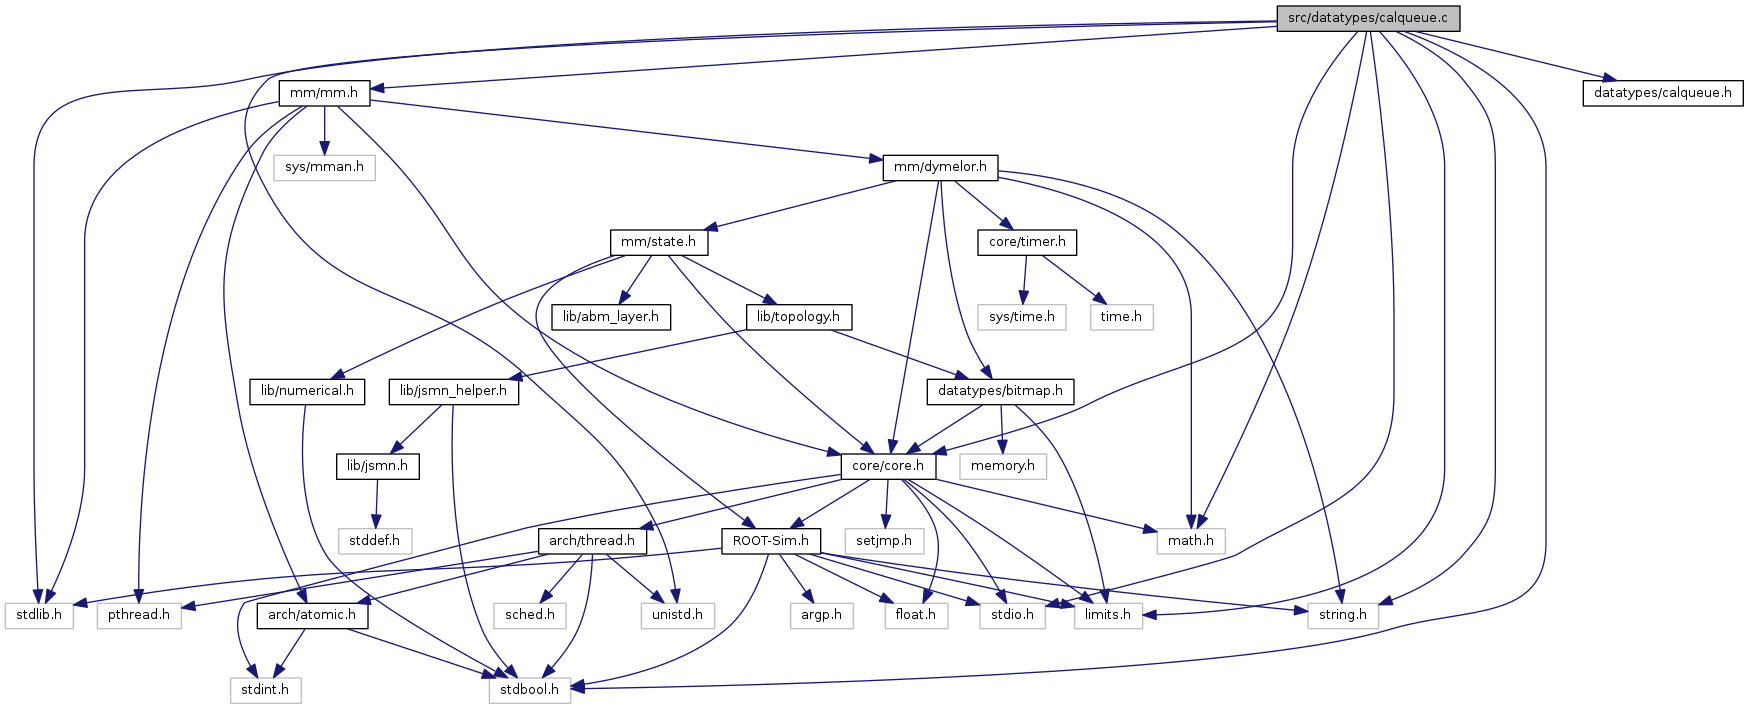 src/datatypes/calqueue.c
mm/mm.h
datatypes/calqueue.h
sys/mman.h
mm/dymelor.h
mm/state.h
core/timer.h
lib/abm_layer.h
lib/topology.h
sys/time.h
time.h
lib/numerical.h
lib/jsmn_helper.h
datatypes/bitmap.h
lib/jsmn.h
core/core.h
memory.h
stddef.h
arch/thread.h
ROOT-Sim.h
setjmp.h
math.h
stdlib.h
pthread.h
arch/atomic.h
sched.h
unistd.h
argp.h
float.h
stdio.h
limits.h
string.h
stdint.h
stdbool.h